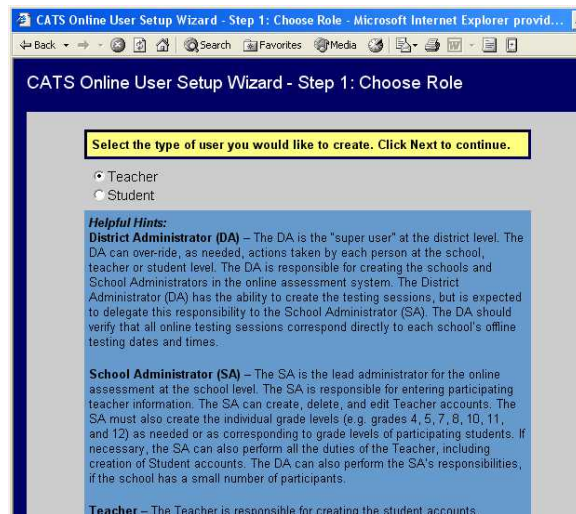 CATS Online User Setup Wizard - Step 1: Choose Role - Microsoft Internet Explorer provid...
Back
Search Favorites Media
CATS Online User Setup Wizard - Step 1: Choose Role
Select the type of user you would like to create. Click Next to continue.
Teacher
Student
Helpful Hints:
District Administrator (DA) – The DA is the "super user" at the district level. The
DA can over-ride, as needed, actions taken by each person at the school,
teacher or student level. The DA is responsible for creating the schools and
School Administrators in the online assessment system. The District
Administrator (DA) has the ability to create the testing sessions, but is expected
to delegate this responsibility to the School Administrator (SA). The DA should
verify that all online testing sessions correspond directly to each school's offline
testing dates and times.
School Administrator (SA) – The SA is the lead administrator for the online
assessment at the school level. The SA is responsible for entering participating
teacher information. The SA can create, delete, and edit Teacher accounts. The
SA must also create the individual grade levels (e.g. grades 4, 5, 7, 8, 10, 11,
and 12) as needed or as corresponding to grade levels of participating students. If
necessary, the SA can also perform all the duties of the Teacher, including
creation of Student accounts. The DA can also perform the SA's responsibilities,
if the school has a small number of participants.
Teacher – The Teacher is responsible for creating the student accounts